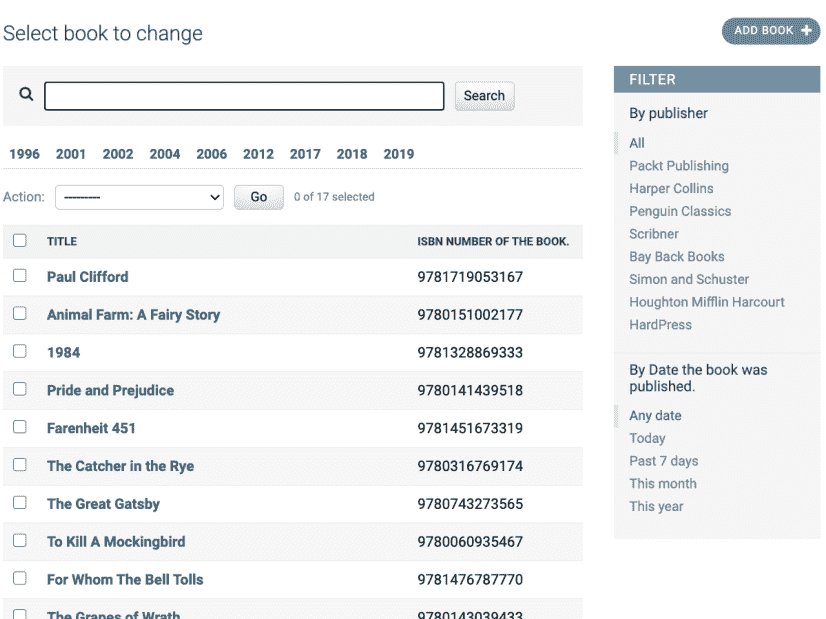 Select book to change
ADD BOOK +
Search
1996 2001 2002 2004 2006 2012 2017 2018 2019
Action: --------- Go 0 of 17 selected
TITLE ISBN NUMBER OF THE BOOK.
Paul Clifford 9781719053167
Animal Farm: A Fairy Story 9780151002177
1984 9781328869333
Pride and Prejudice 9780141439518
Farenheit 451 9781451673319
The Catcher in the Rye 9780316769174
The Great Gatsby 9780743273565
To Kill A Mockingbird 9780060935467
For Whom The Bell Tolls 9781476787770
The Grapes of Wrath 9780143039433
FILTER
By publisher
All
Packt Publishing
Harper Collins
Penguin Classics
Scribner
Bay Back Books
Simon and Schuster
Houghton Mifflin Harcourt
HardPress
By Date the book was
published.
Any date
Today
Past 7 days
This month
This year